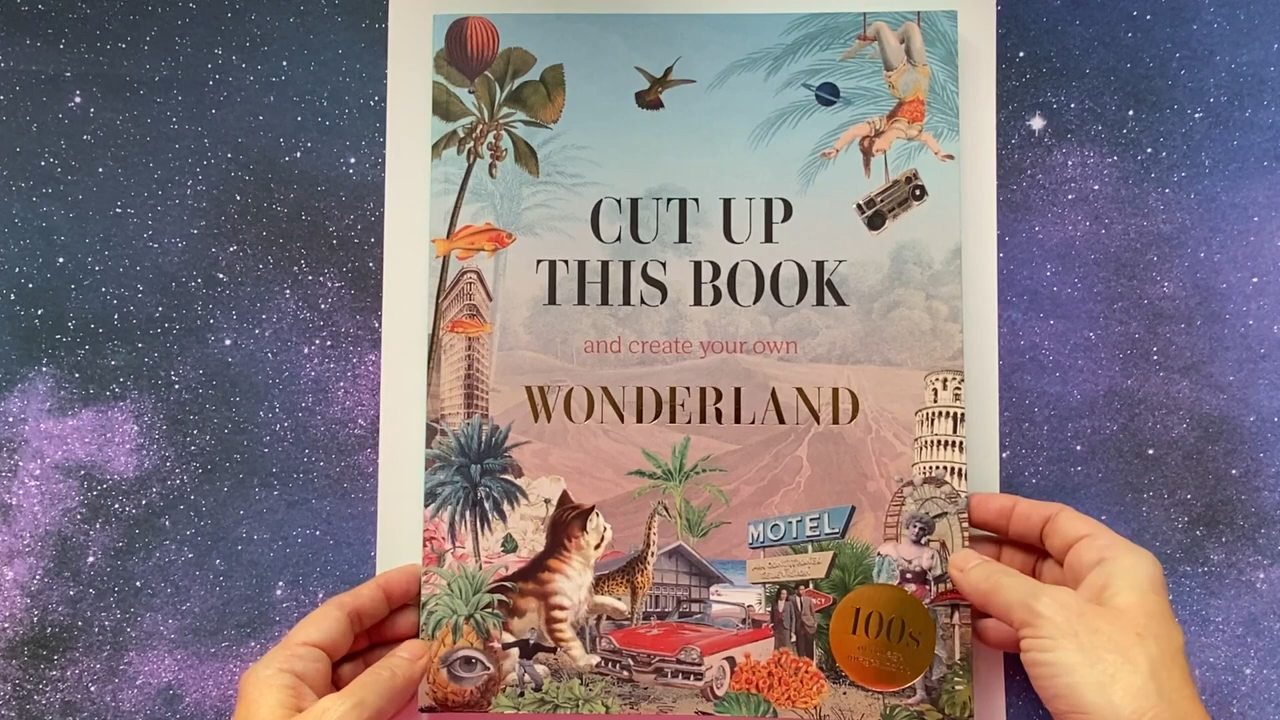 CUT UP
THIS BOOK
and create your own
WONDERLAND
MOTEL
100s